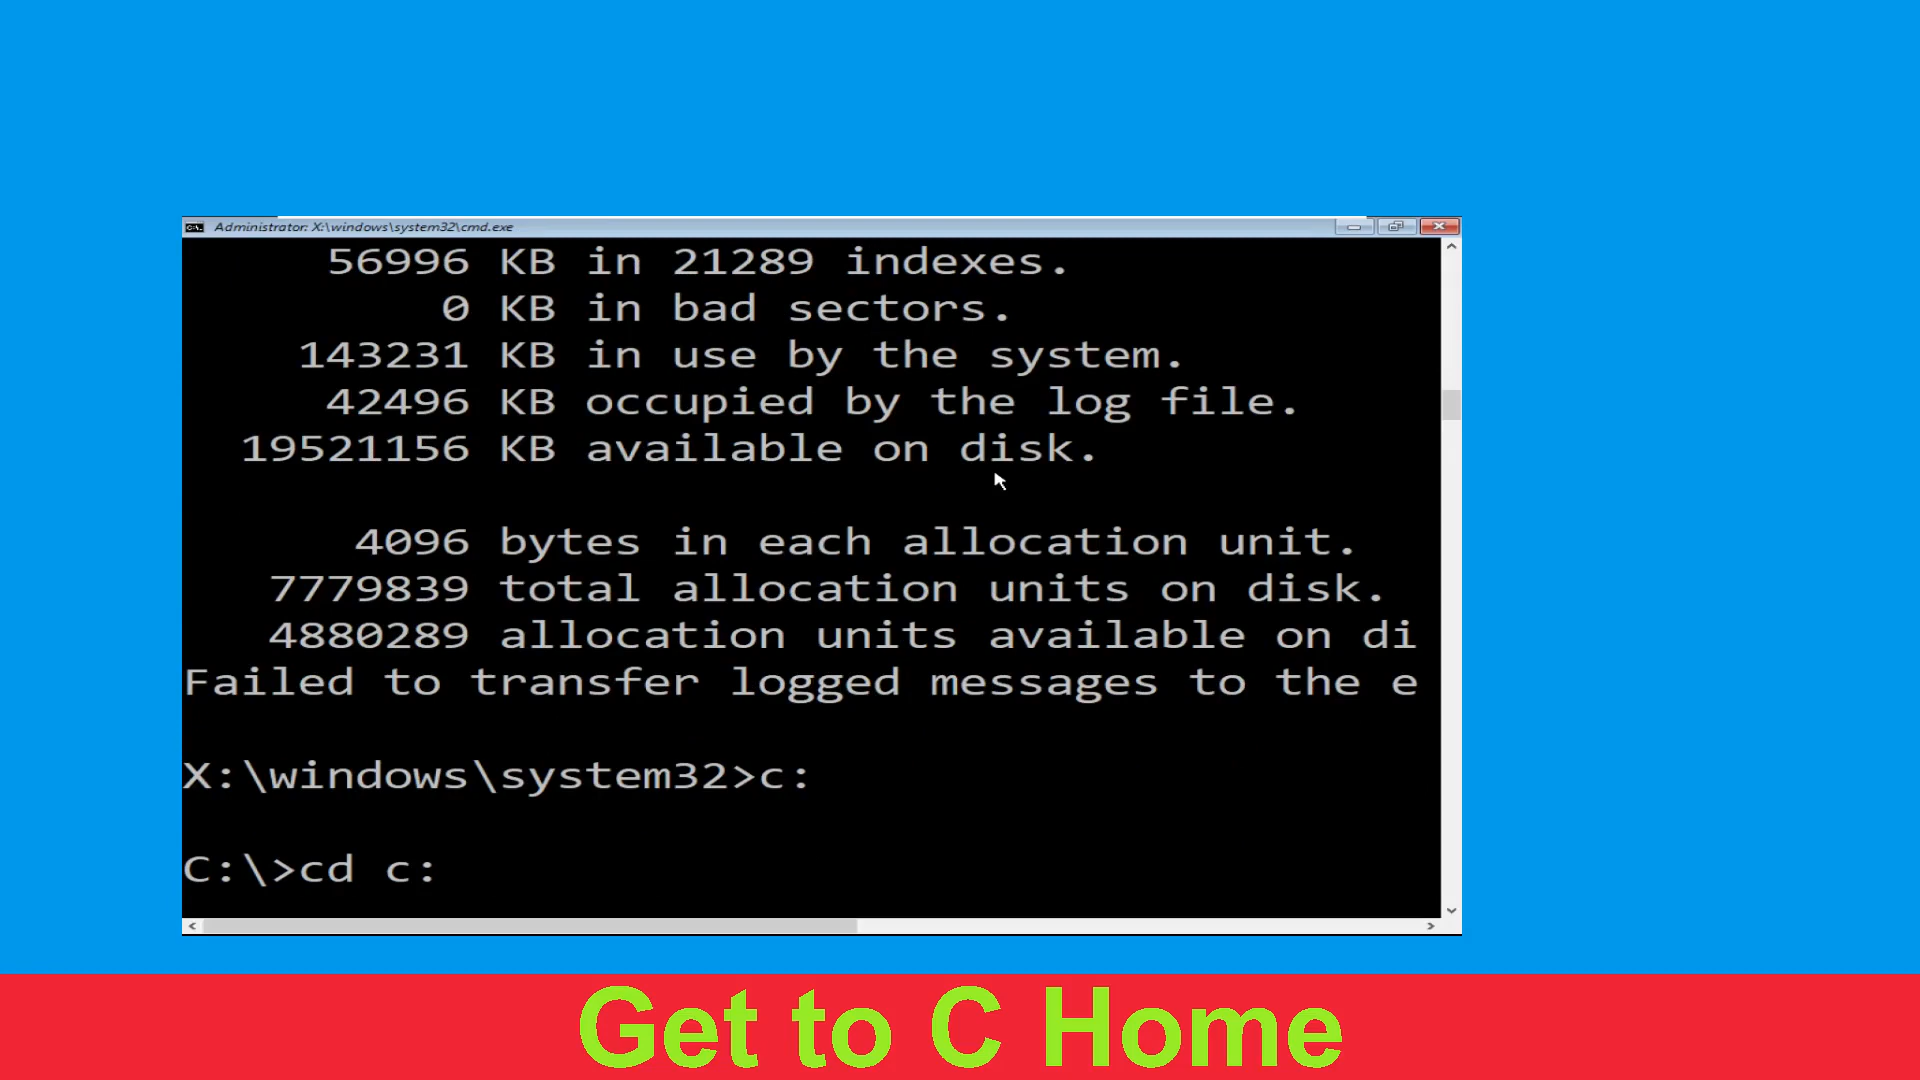 Administrator: X:\windows\system32\cmd.exe
56996 KB in 21289 indexes.
0 KB in bad sectors.
143231 KB in use by the system.
42496 KB occupied by the log file.
19521156 KB available on disk.
4096 bytes in each allocation unit.
7779839 total allocation units on disk.
4880289 allocation units available on di
Failed to transfer logged messages to the e
X:\windows\system32>c:
C:\>cd c:
Get to C Home